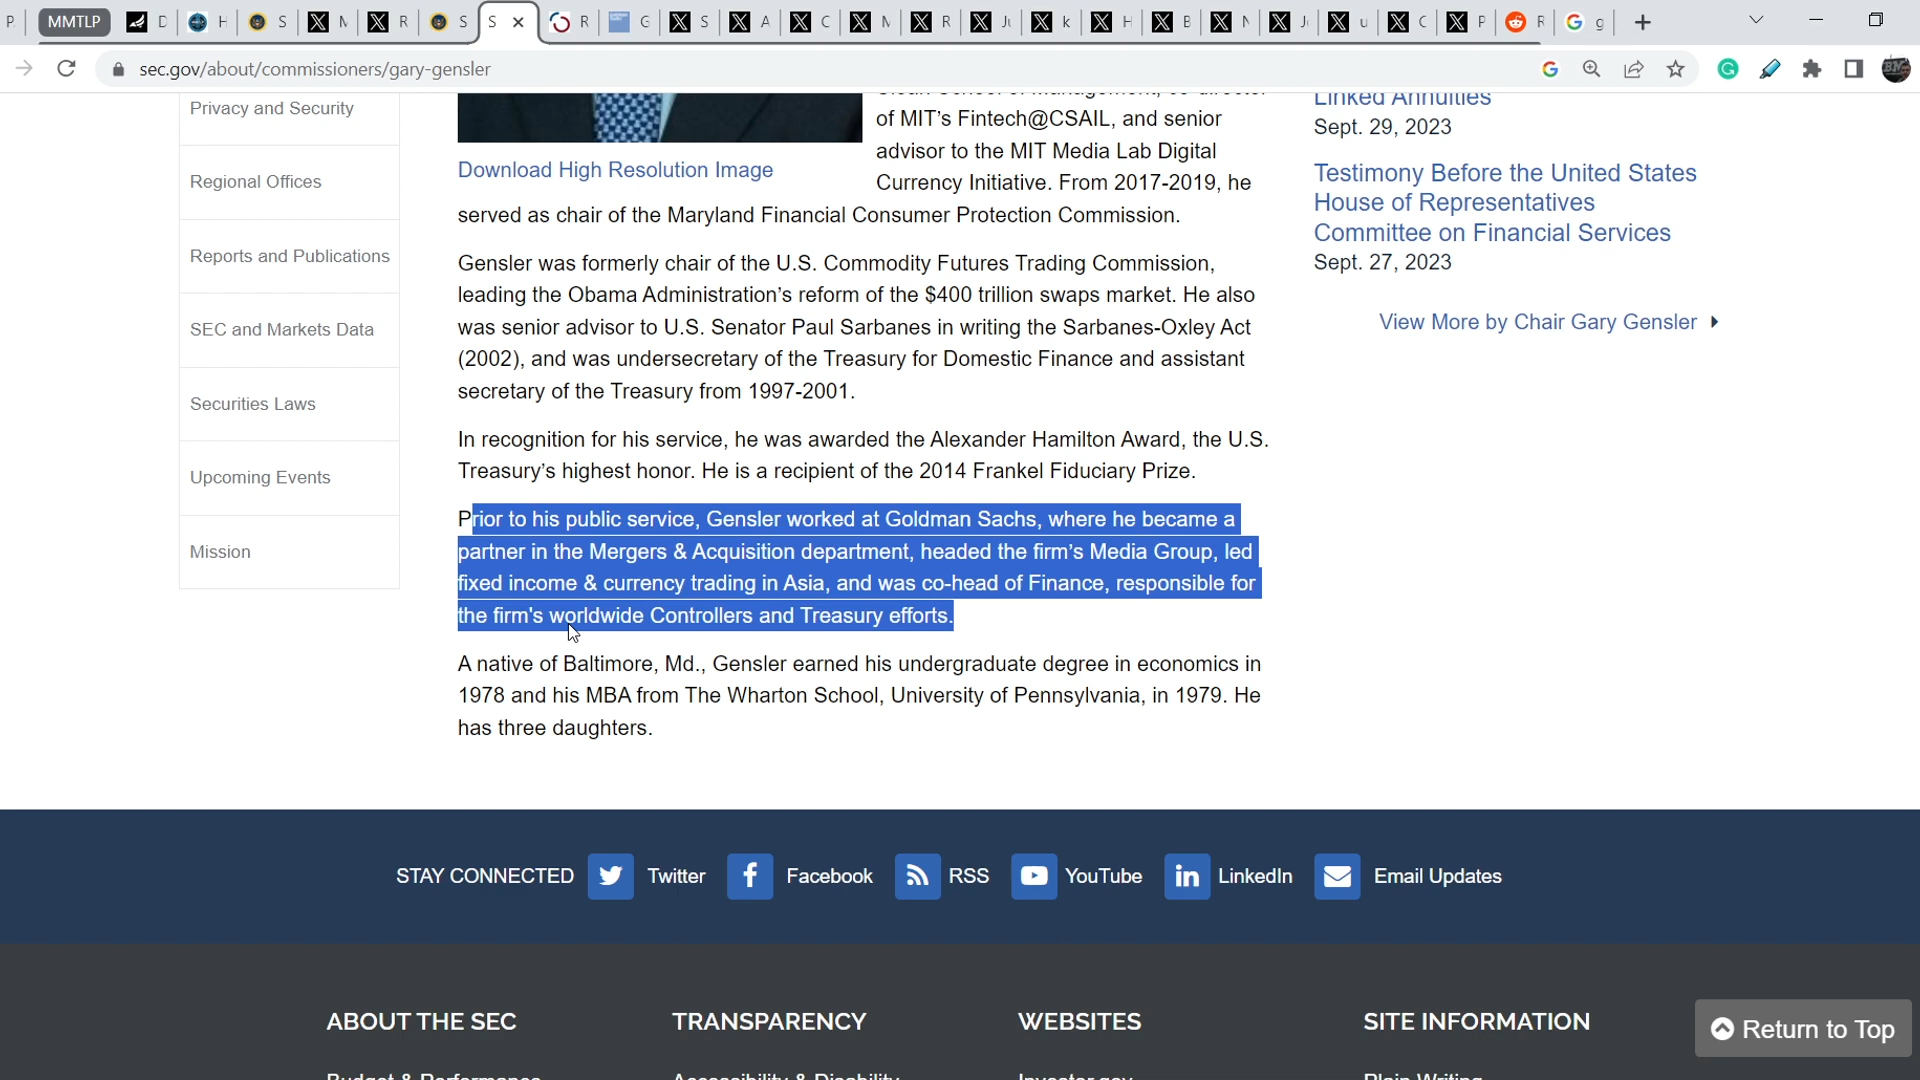 P
MMTLP
D
H
S
M
R
S
S
R
G
S
A
C
M
R
Ju
k
H
B
N
Jo
u
C
P
R
g
sec.gov/about/commissioners/gary-gensler
Privacy and Security
Regional Offices
Reports and Publications
SEC and Markets Data
Securities Laws
Upcoming Events
Mission
Download High Resolution Image
of MIT's Fintech@CSAIL, and senior
advisor to the MIT Media Lab Digital
Currency Initiative. From 2017-2019, he
served as chair of the Maryland Financial Consumer Protection Commission.
Gensler was formerly chair of the U.S. Commodity Futures Trading Commission,
leading the Obama Administration's reform of the $400 trillion swaps market. He also
was senior advisor to U.S. Senator Paul Sarbanes in writing the Sarbanes-Oxley Act
(2002), and was undersecretary of the Treasury for Domestic Finance and assistant
secretary of the Treasury from 1997-2001.
In recognition for his service, he was awarded the Alexander Hamilton Award, the U.S.
Treasury's highest honor. He is a recipient of the 2014 Frankel Fiduciary Prize.
Prior to his public service, Gensler worked at Goldman Sachs, where he became a
partner in the Mergers & Acquisition department, headed the firm's Media Group, led
fixed income & currency trading in Asia, and was co-head of Finance, responsible for
the firm's worldwide Controllers and Treasury efforts.
A native of Baltimore, Md., Gensler earned his undergraduate degree in economics in
1978 and his MBA from The Wharton School, University of Pennsylvania, in 1979. He
has three daughters.
Linked Annuities
Sept. 29, 2023
Testimony Before the United States
House of Representatives
Committee on Financial Services
Sept. 27, 2023
View More by Chair Gary Gensler
STAY CONNECTED
Twitter
Facebook
RSS
YouTube
LinkedIn
Email Updates
ABOUT THE SEC
TRANSPARENCY
WEBSITES
SITE INFORMATION
Return to Top
Budget & Performance
Accessibility & Disability
Investor.gov
Plain Writing